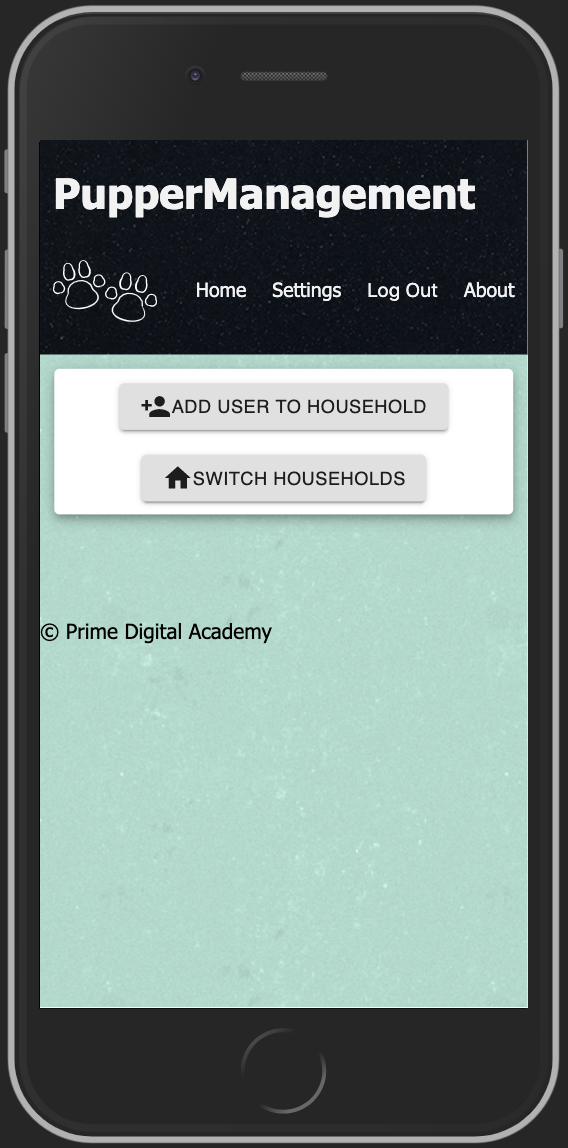 PupperManagement
Home Settings Log Out About
ADD USER TO HOUSEHOLD
SWITCH HOUSEHOLDS
© Prime Digital Academy